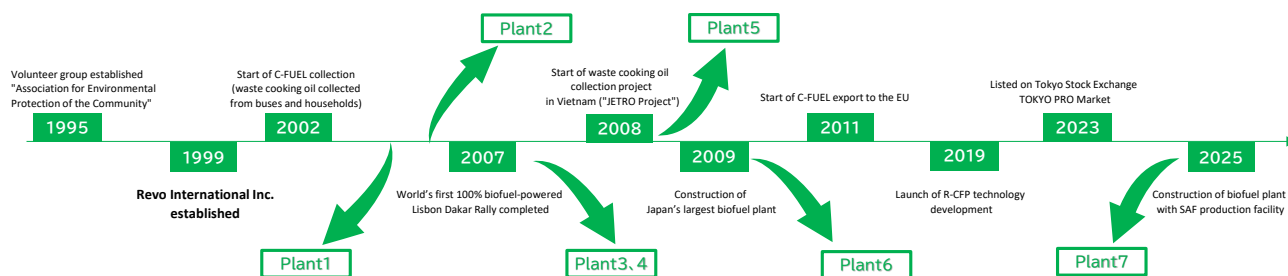 Plant2
Plant5
Volunteer group established
"Association for Environmental
Protection of the Community"
1995
1999
Revo International Inc.
established
Start of C-FUEL collection
(waste cooking oil collected
from buses and households)
2002
Plant1
2007
World's first 100% biofuel-powered
Lisbon Dakar Rally completed
Plant3、4
Start of waste cooking oil
collection project
in Vietnam ("JETRO Project")
2008
2009
Construction of
Japan's largest biofuel plant
Plant6
Start of C-FUEL export to the EU
2011
2019
Launch of R-CFP technology
development
Listed on Tokyo Stock Exchange
TOKYO PRO Market
2023
2025
Construction of biofuel plant
with SAF production facility
Plant7